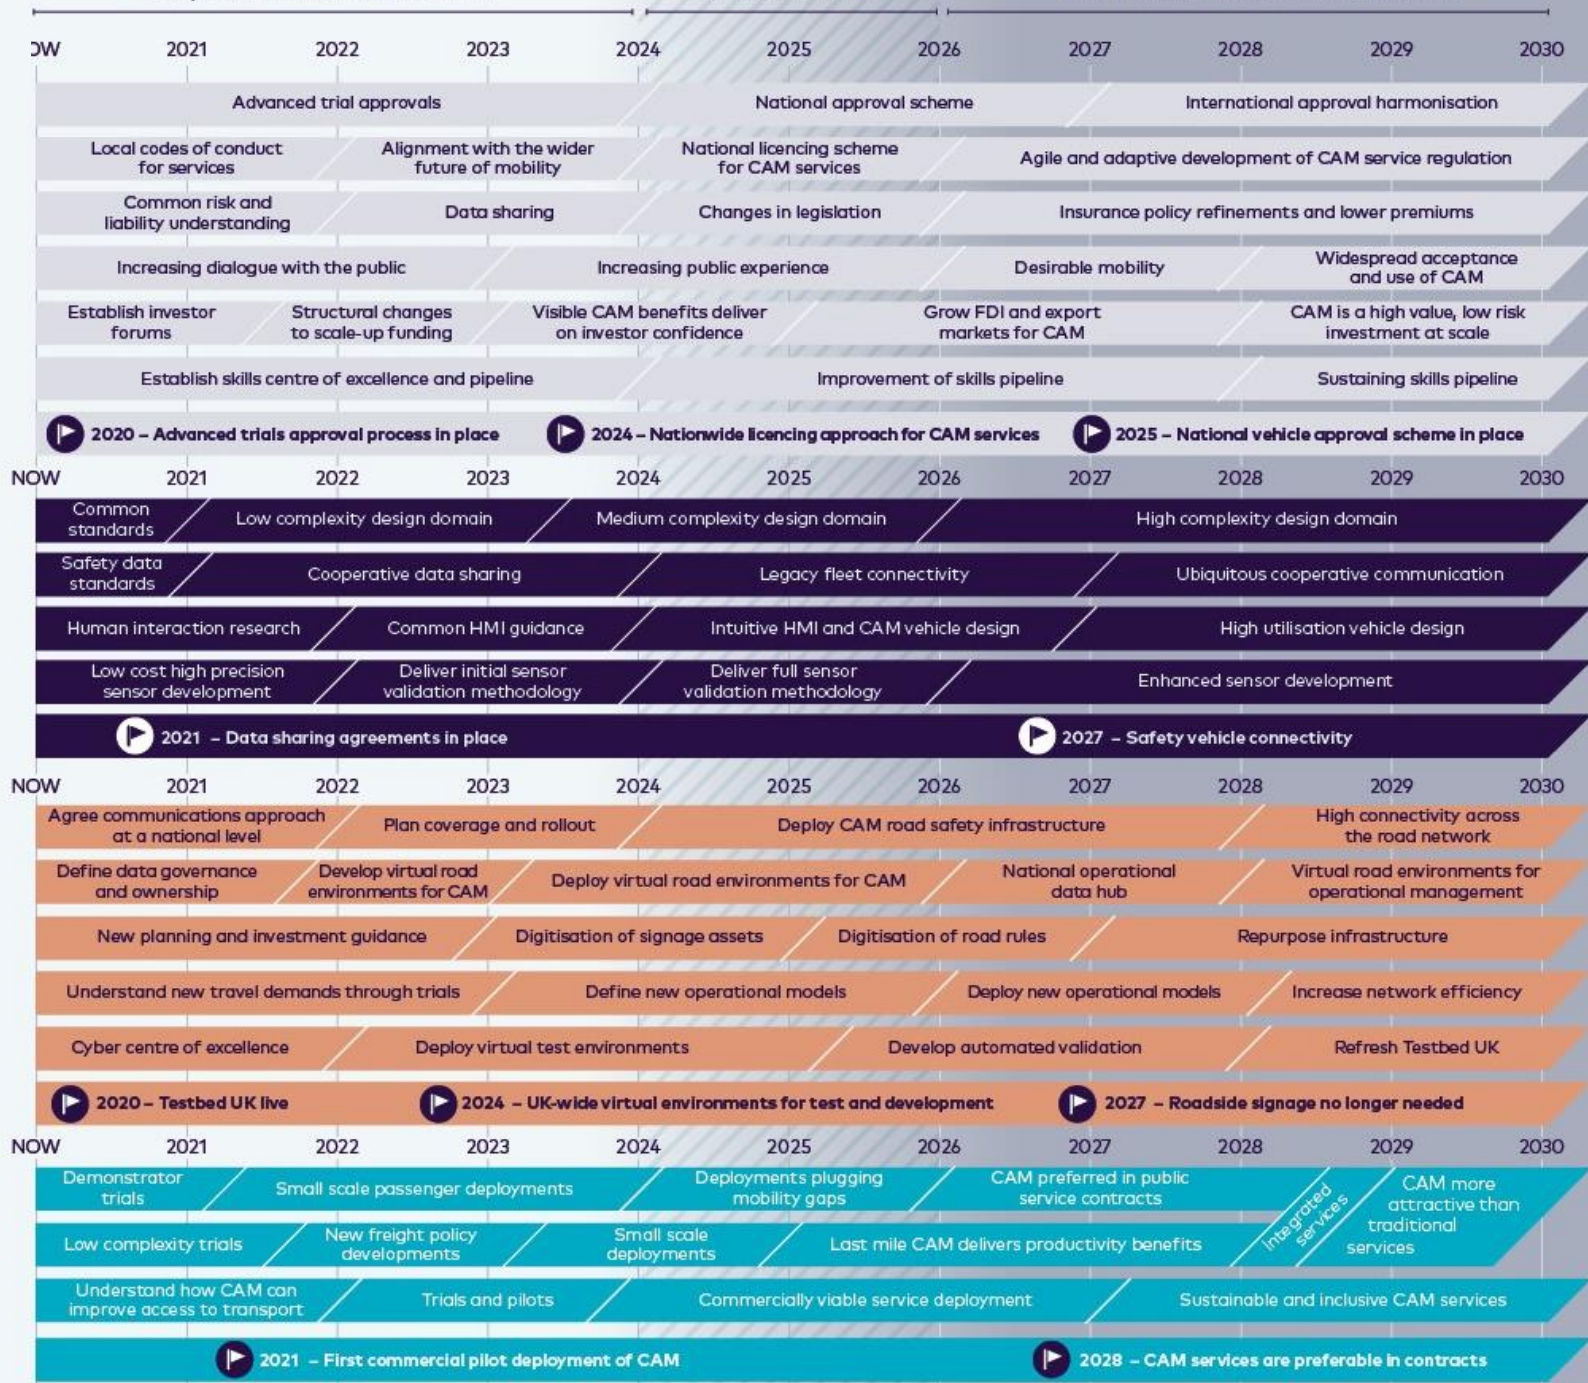 OW 2021 2022 2023 2024 2025 2026 2027 2028 2029 2030
Advanced trial approvals National approval scheme International approval harmonisation
Local codes of conduct
for services
Alignment with the wider
future of mobility
National licencing scheme
for CAM services
Agile and adaptive development of CAM service regulation
Common risk and
liability understanding
Data sharing
Changes in legislation
Insurance policy refinements and lower premiums
Increasing dialogue with the public
Increasing public experience
Desirable mobility
Widespread acceptance
and use of CAM
Establish investor
forums
Structural changes
to scale-up funding
Visible CAM benefits deliver
on investor confidence
Grow FDI and export
markets for CAM
CAM is a high value, low risk
investment at scale
Establish skills centre of excellence and pipeline
Improvement of skills pipeline
Sustaining skills pipeline
2020 – Advanced trials approval process in place
2024 – Nationwide licencing approach for CAM services
2025 – National vehicle approval scheme in place
NOW 2021 2022 2023 2024 2025 2026 2027 2028 2029 2030
Common
standards
Low complexity design domain
Medium complexity design domain
High complexity design domain
Safety data
standards
Cooperative data sharing
Legacy fleet connectivity
Ubiquitous cooperative communication
Human interaction research
Common HMI guidance
Intuitive HMI and CAM vehicle design
High utilisation vehicle design
Low cost high precision
sensor development
Deliver initial sensor
validation methodology
Deliver full sensor
validation methodology
Enhanced sensor development
2021 – Data sharing agreements in place
2027 – Safety vehicle connectivity
NOW 2021 2022 2023 2024 2025 2026 2027 2028 2029 2030
Agree communications approach
at a national level
Plan coverage and rollout
Deploy CAM road safety infrastructure
High connectivity across
the road network
Define data governance
and ownership
Develop virtual road
environments for CAM
Deploy virtual road environments for CAM
National operational
data hub
Virtual road environments for
operational management
New planning and investment guidance
Digitisation of signage assets
Digitisation of road rules
Repurpose infrastructure
Understand new travel demands through trials
Define new operational models
Deploy new operational models
Increase network efficiency
Cyber centre of excellence
Deploy virtual test environments
Develop automated validation
Refresh Testbed UK
2020 – Testbed UK live
2024 – UK-wide virtual environments for test and development
2027 – Roadside signage no longer needed
NOW 2021 2022 2023 2024 2025 2026 2027 2028 2029 2030
Demonstrator
trials
Small scale passenger deployments
Deployments plugging
mobility gaps
CAM preferred in public
service contracts
Integrated
services
CAM more
attractive than
traditional
services
Low complexity trials
New freight policy
developments
Small scale
deployments
Last mile CAM delivers productivity benefits
Understand how CAM can
improve access to transport
Trials and pilots
Commercially viable service deployment
Sustainable and inclusive CAM services
2021 – First commercial pilot deployment of CAM
2028 – CAM services are preferable in contracts